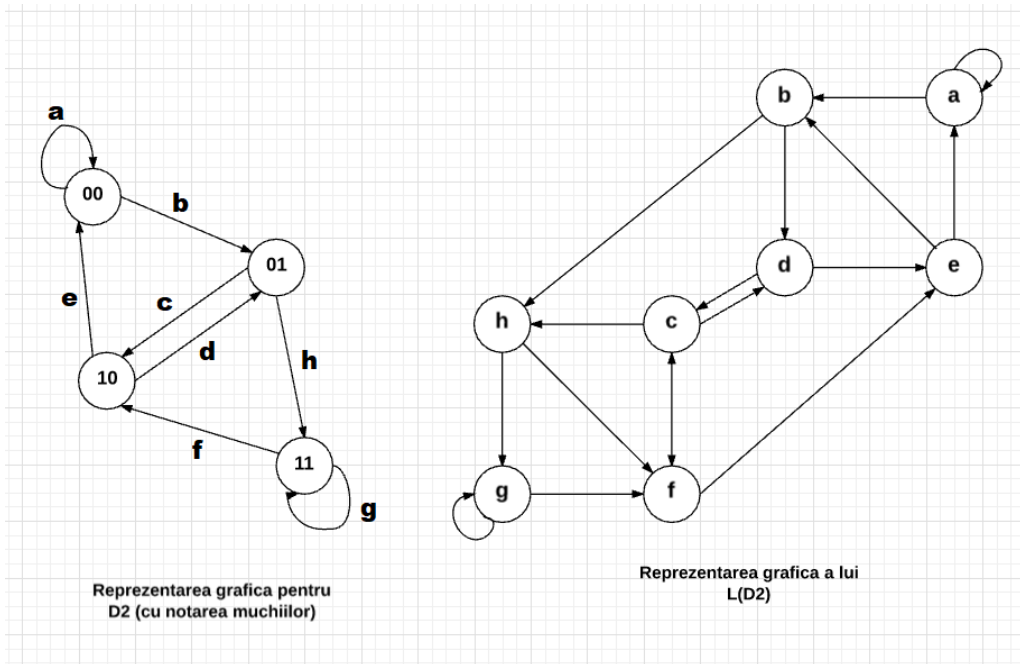 a
00
b
01
e
c
d
h
10
f
11
g
Reprezentarea grafica pentru
D2 (cu notarea muchiilor)
b
a
d
e
h
c
g
f
Reprezentarea grafica a lui
L(D2)